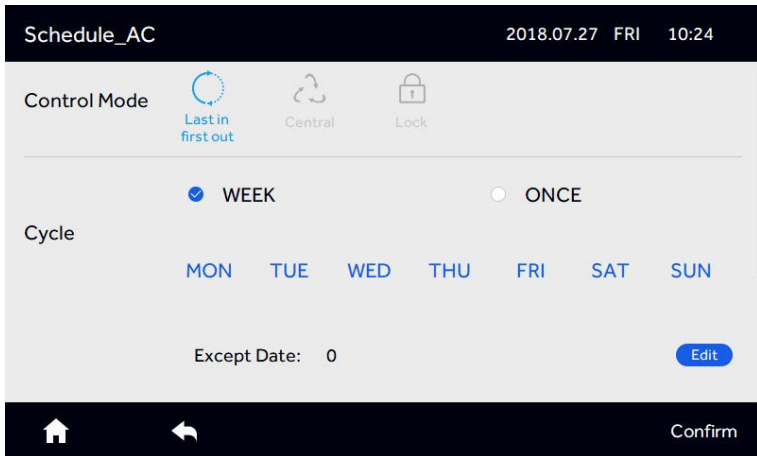 Schedule_AC 2018.07.27 FRI 10:24
Control Mode
Last in
first out
Central
Lock
WEEK ONCE
Cycle
MON TUE WED THU FRI SAT SUN
Except Date: 0 Edit
Confirm